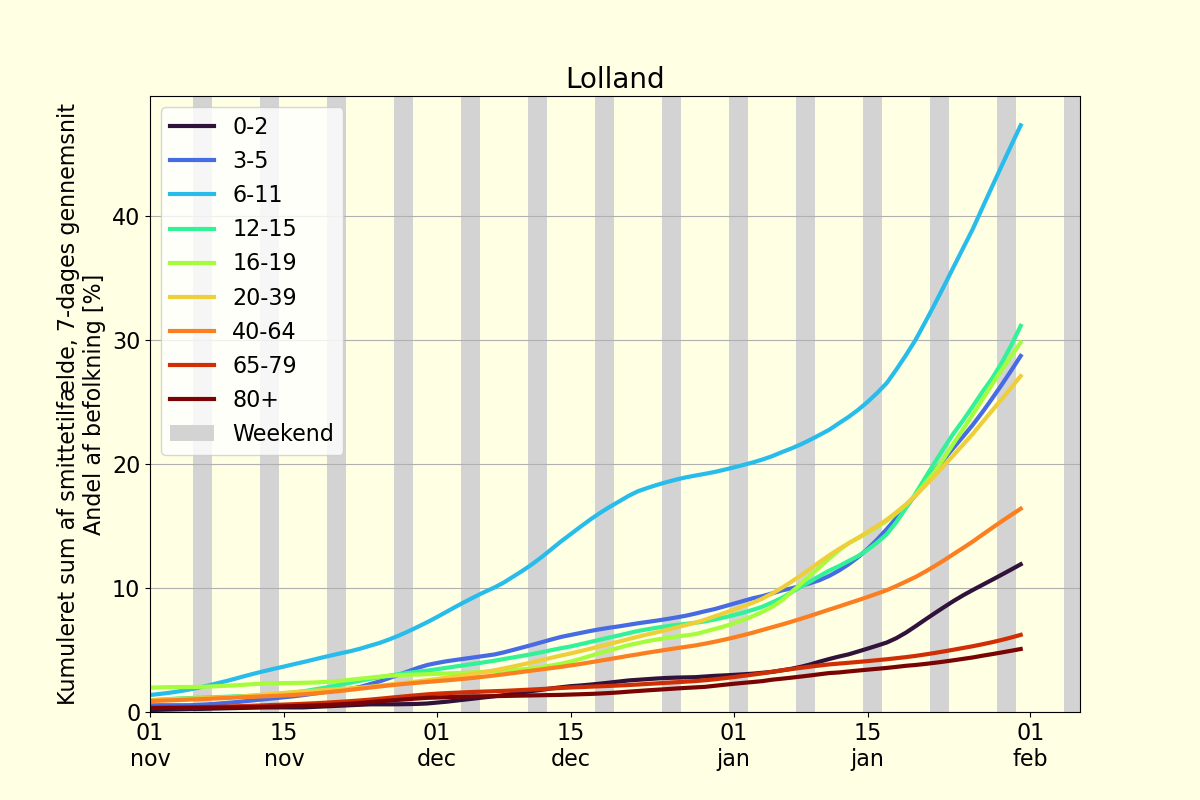 Lolland
Kumuleret sum af smittetilfælde, 7-dages gennemsnit
Andel af befolkning [%]
0-2
3-5
6-11
12-15
16-19
20-39
40-64
65-79
80+
Weekend
40
30
20
10
0
01 15 01 15 01 15 01
nov nov dec dec jan jan feb